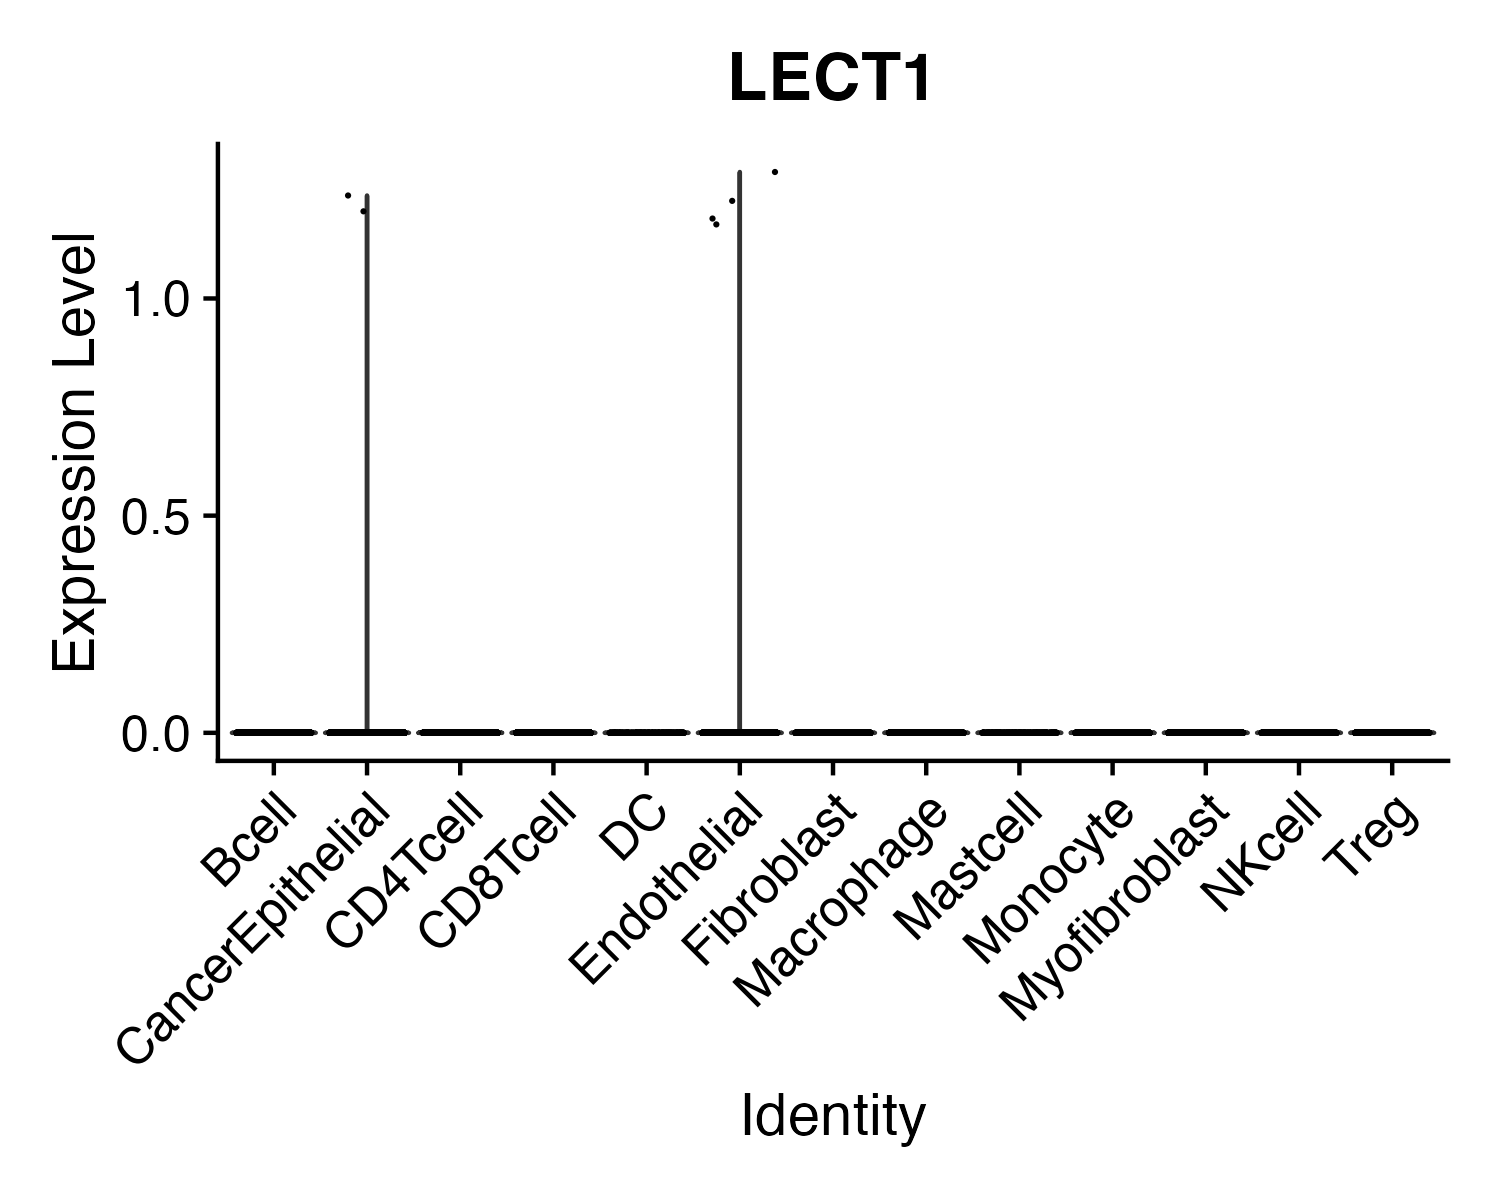 LECT1
Expression Level
1.0
0.5
0.0
Bcell
CancerEpithelial
CD4Tcell
CD8Tcell
DC
Endothelial
Fibroblast
Macrophage
Mastcell
Monocyte
Myofibroblast
NKcell
Treg
Identity